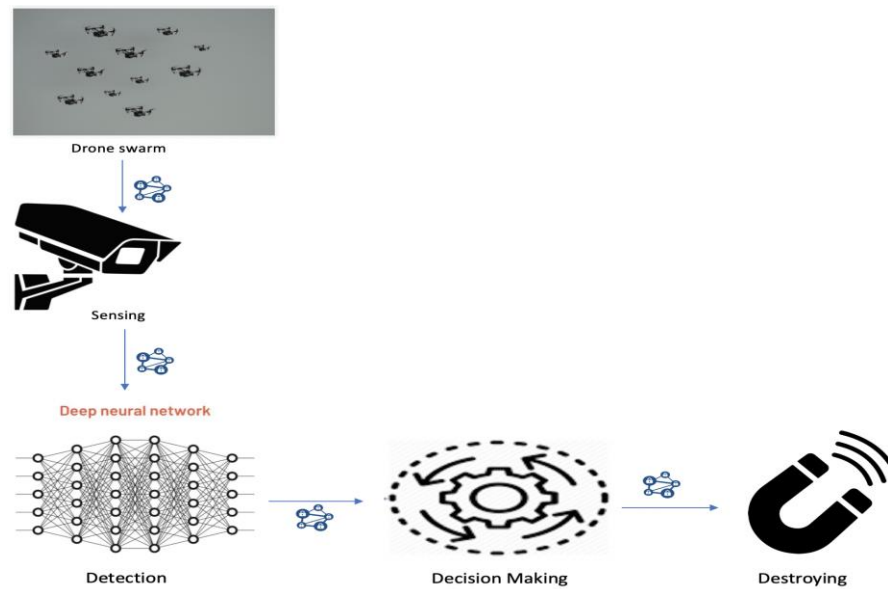 Drone swarm
Sensing
Deep neural network
Detection
Decision Making
Destroying